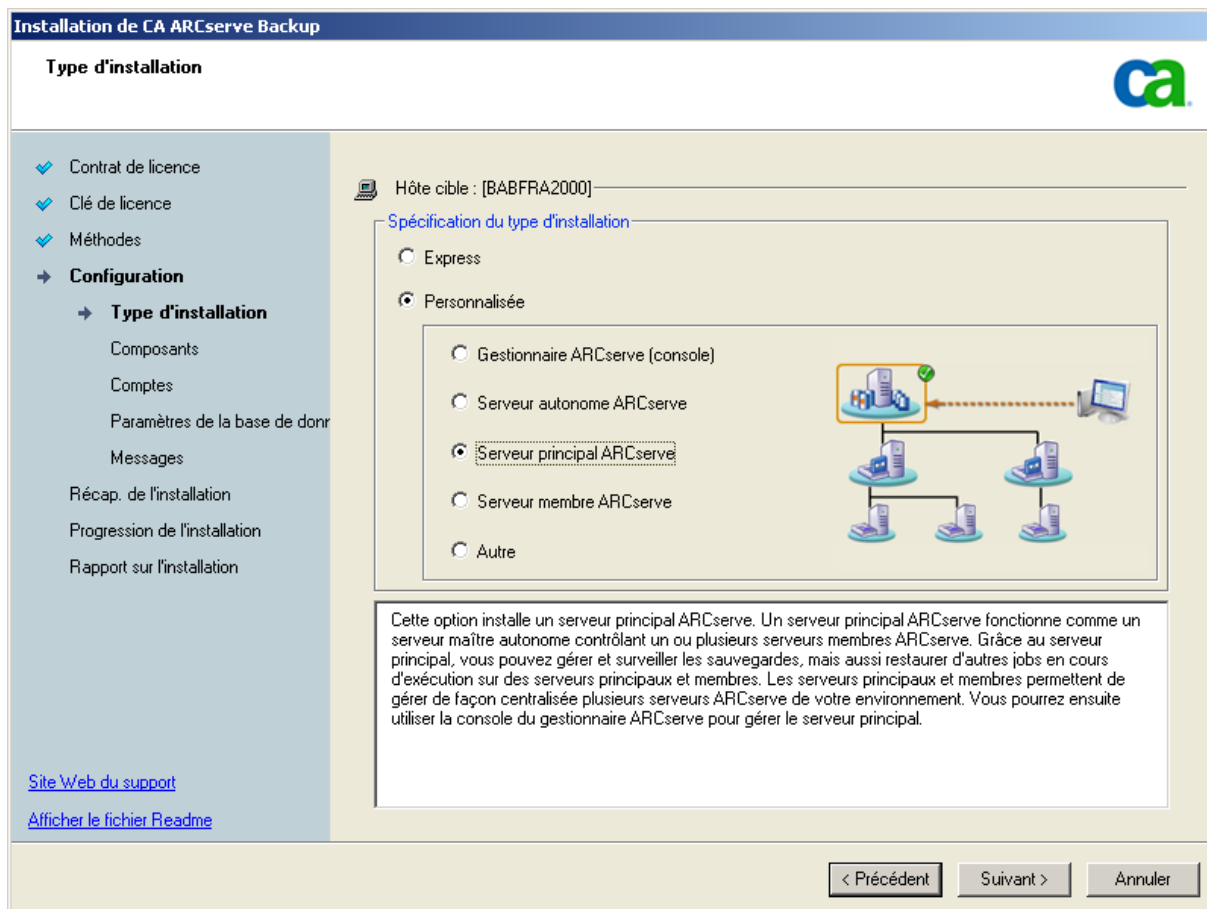 Installation de CA ARCserve Backup
Type d'installation
ca
Contrat de licence
Clé de licence
Méthodes
Configuration
Type d'installation
Composants
Comptes
Paramètres de la base de donr
Messages
Récap. de l'installation
Progression de l'installation
Rapport sur l'installation
Site Web du support
Afficher le fichier Readme
Hôte cible : [BABFRA2000]
Spécification du type d'installation
Express
Personnalisée
Gestionnaire ARCserve (console)
Serveur autonome ARCserve
Serveur principal ARCserve
Serveur membre ARCserve
Autre
Cette option installe un serveur principal ARCserve. Un serveur principal ARCserve fonctionne comme un
serveur maître autonome contrôlant un ou plusieurs serveurs membres ARCserve. Grâce au serveur
principal, vous pouvez gérer et surveiller les sauvegardes, mais aussi restaurer d'autres jobs en cours
d'exécution sur des serveurs principaux et membres. Les serveurs principaux et membres permettent de
gérer de façon centralisée plusieurs serveurs ARCserve de votre environnement. Vous pourrez ensuite
utiliser la console du gestionnaire ARCserve pour gérer le serveur principal.
< Précédent
Suivant >
Annuler